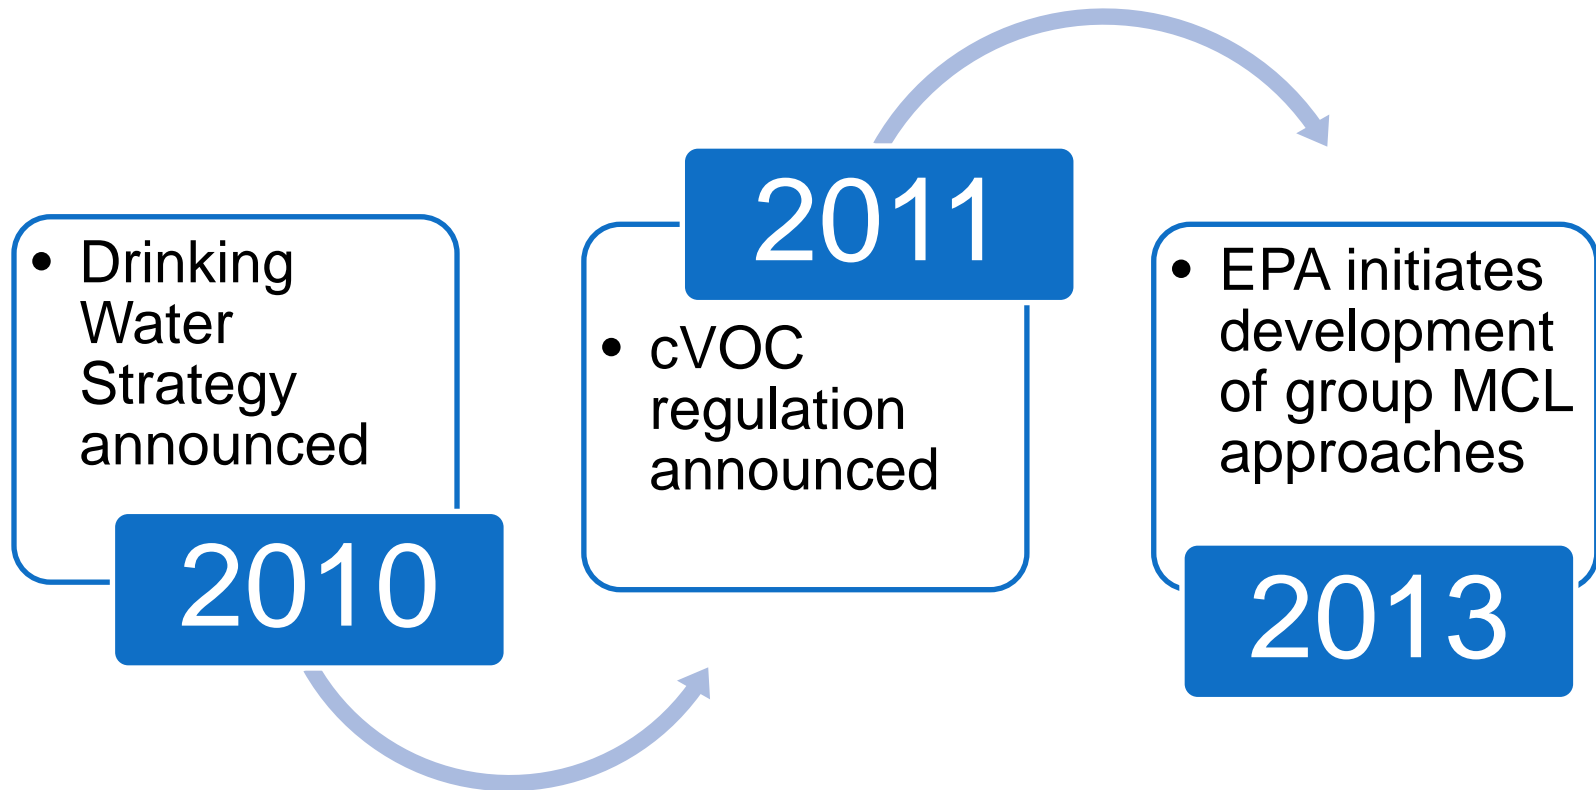 • Drinking
Water
Strategy
announced
2010
2011
• cVOC
regulation
announced
• EPA initiates
development
of group MCL
approaches
2013